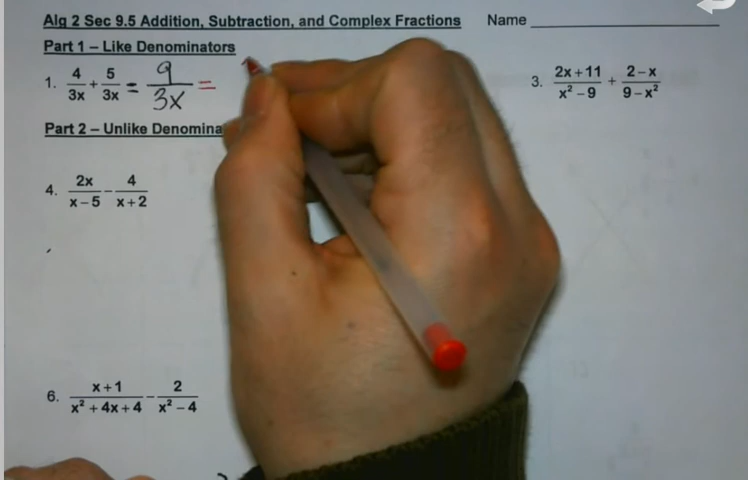 Alg 2 Sec 9.5 Addition, Subtraction, and Complex Fractions Name
Part 1 – Like Denominators
1. 4/3x + 5/3x = 9/3x =
3. 2x+11/x² – 9 + 2 – x/9 – x²
Part 2 – Unlike
4. 2x/x – 5 – 4/x + 2
6. x+1/x² + 4x + 4 – 2/x² – 4